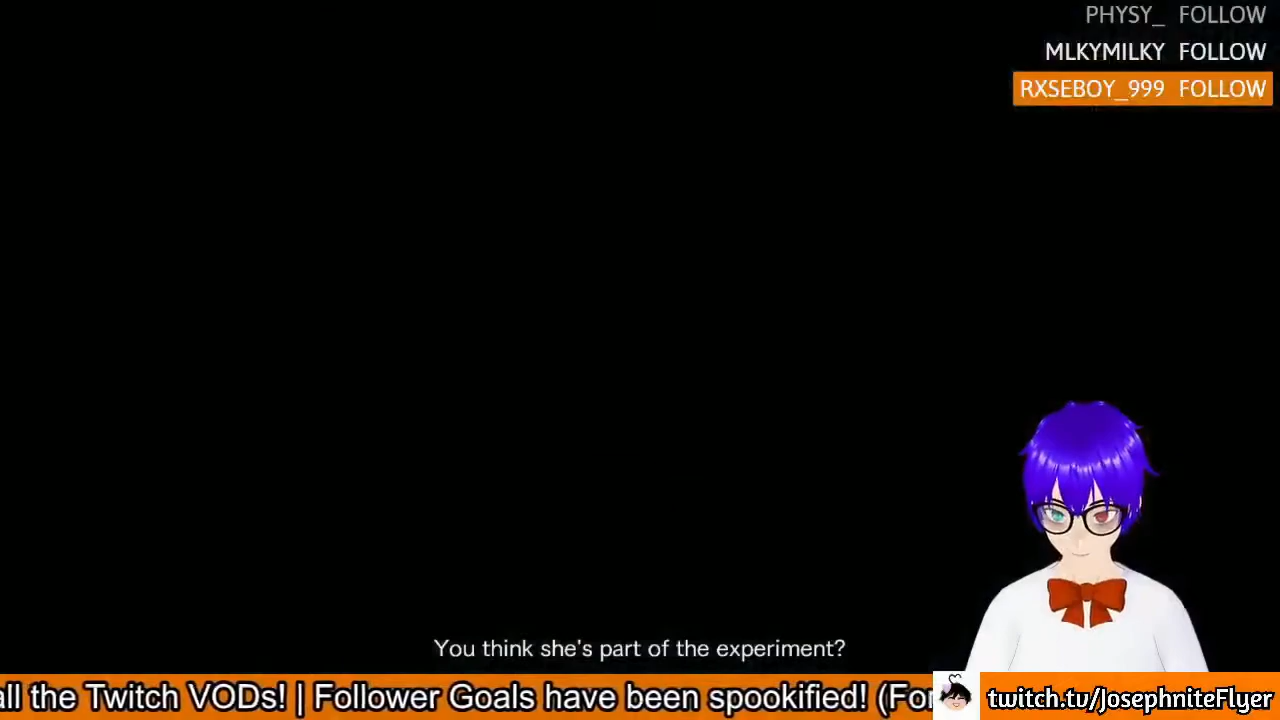 PHYSY_ FOLLOW
MLKYMILKY FOLLOW
RXSEBOY_999 FOLLOW
You think she's part of the experiment?
all the Twitch VODs! | Follower Goals have been spookified! (For
twitch.tv/JosephniteFlyer